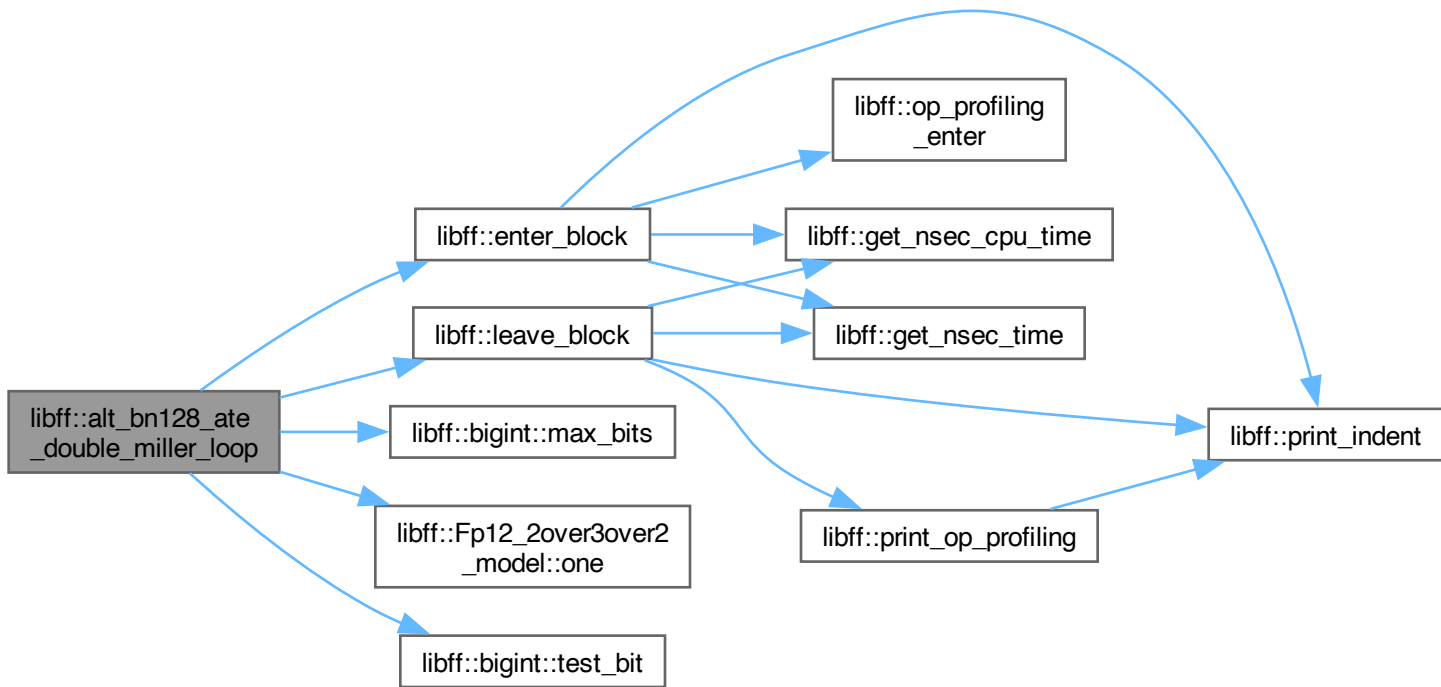 libff::op_profiling
_enter
libff::enter_block
libff::get_nsec_cpu_time
libff::leave_block
libff::get_nsec_time
libff::alt_bn128_ate
_double_miller_loop
libff::bigint::max_bits
libff::print_indent
libff::Fp12_2over3over2
_model::one
libff::print_op_profiling
libff::bigint::test_bit